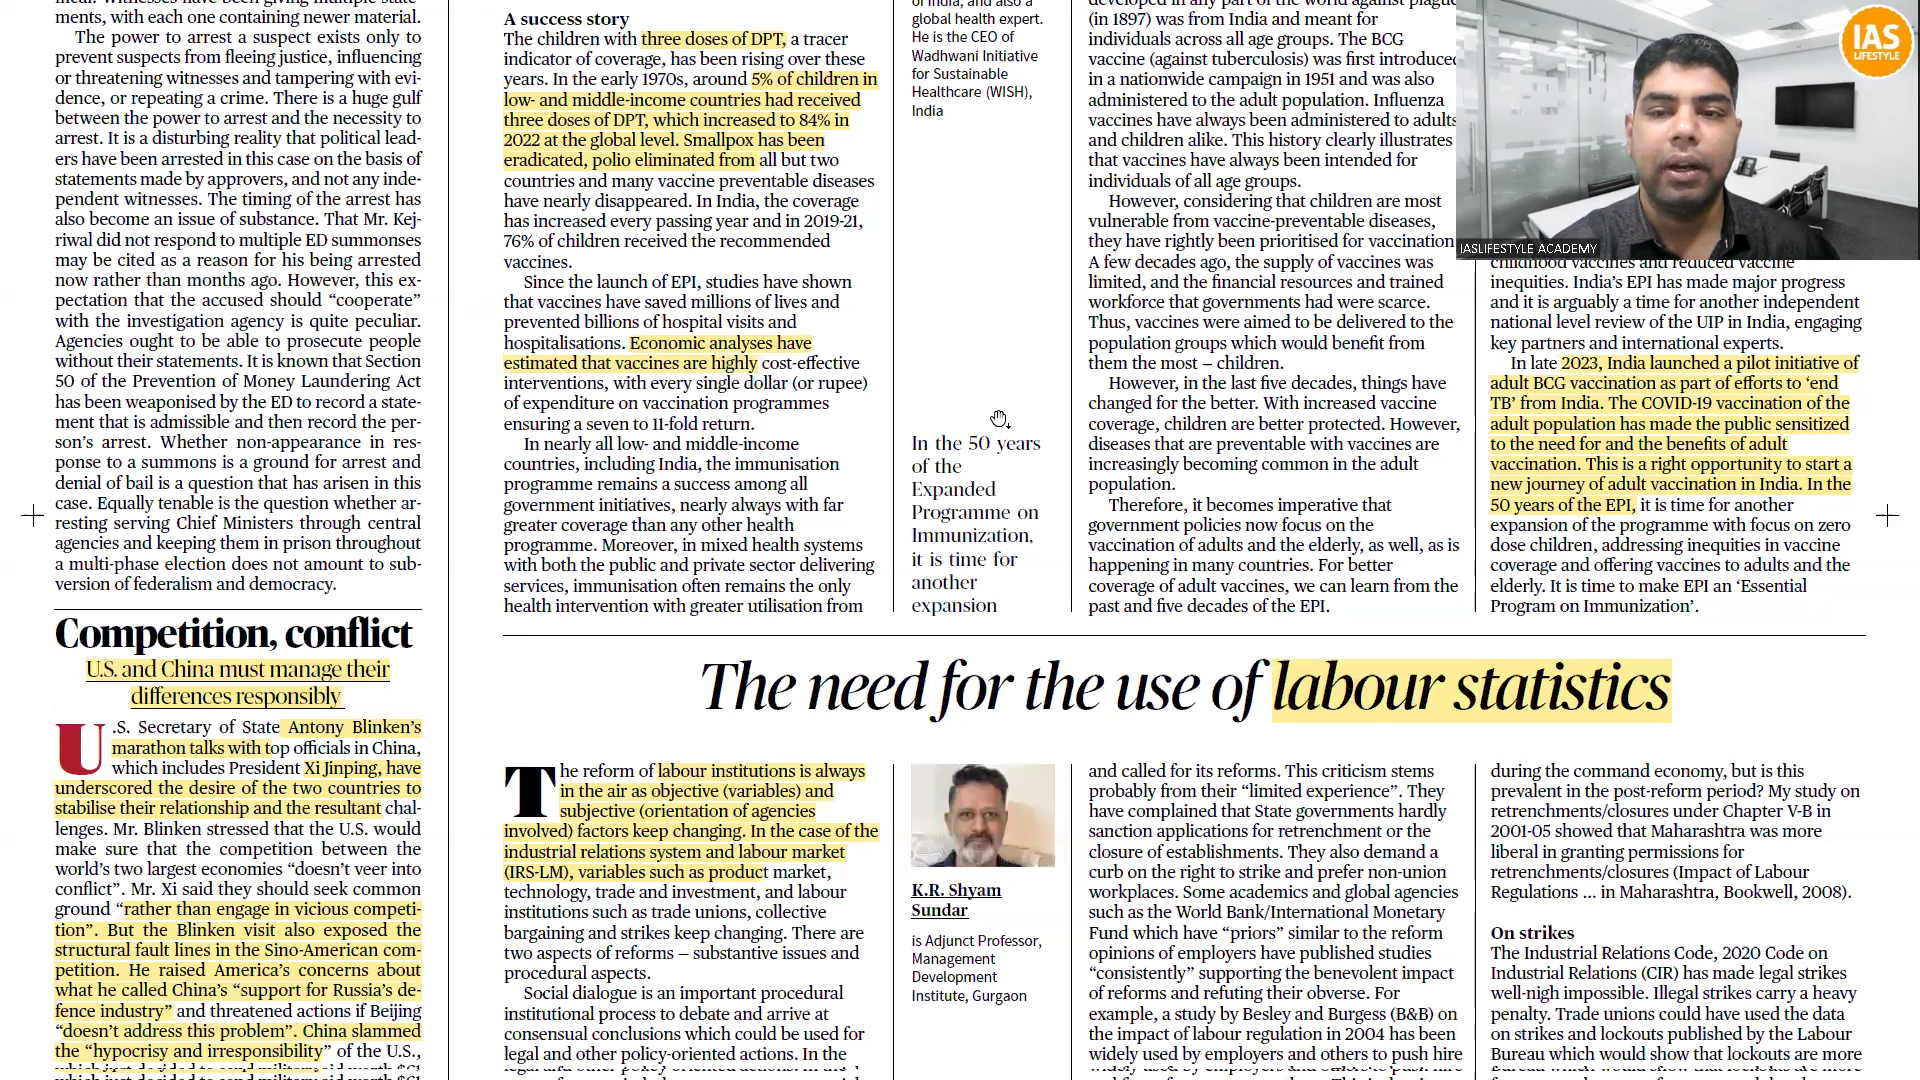 ments, with each one containing newer material.
The power to arrest a suspect exists only to
prevent suspects from fleeing justice, influencing
or threatening witnesses and tampering with evi-
dence, or repeating a crime. There is a huge gulf
between the power to arrest and the necessity to
arrest. It is a disturbing reality that political lead-
ers have been arrested in this case on the basis of
statements made by approvers, and not any inde-
pendent witnesses. The timing of the arrest has
also become an issue of substance. That Mr. Kej-
riwal did not respond to multiple ED summonses
may be cited as a reason for his being arrested
now rather than months ago. However, this ex-
pectation that the accused should “cooperate”
with the investigation agency is quite peculiar.
Agencies ought to be able to prosecute people
without their statements. It is known that Section
50 of the Prevention of Money Laundering Act
has been weaponised by the ED to record a state-
ment that is admissible and then record the per-
son’s arrest. Whether non-appearance in res-
ponse to a summons is a ground for arrest and
denial of bail is a question that has arisen in this
case. Equally tenable is the question whether ar-
resting serving Chief Ministers through central
agencies and keeping them in prison throughout
a multi-phase election does not amount to sub-
version of federalism and democracy.
Competition, conflict
U.S. and China must manage their
differences responsibly
U.S. Secretary of State Antony Blinken’s
marathon talks with top officials in China,
which includes President Xi Jinping, have
underscored the desire of the two countries to
stabilise their relationship and the resultant chal-
lenges. Mr. Blinken stressed that the U.S. would
make sure that the competition between the
world’s two largest economies “doesn’t veer into
conflict”. Mr. Xi said they should seek common
ground “rather than engage in vicious competi-
tion”. But the Blinken visit also exposed the
structural fault lines in the Sino-American com-
petition. He raised America’s concerns about
what he called China’s “support for Russia’s de-
fence industry” and threatened actions if Beijing
“doesn’t address this problem”. China slammed
the “hypocrisy and irresponsibility” of the U.S.,
A success story
The children with three doses of DPT, a tracer
indicator of coverage, has been rising over these
years. In the early 1970s, around 5% of children in
low- and middle-income countries had received
three doses of DPT, which increased to 84% in
2022 at the global level. Smallpox has been
eradicated, polio eliminated from all but two
countries and many vaccine preventable diseases
have nearly disappeared. In India, the coverage
has increased every passing year and in 2019-21,
76% of children received the recommended
vaccines.
Since the launch of EPI, studies have shown
that vaccines have saved millions of lives and
prevented billions of hospital visits and
hospitalisations. Economic analyses have
estimated that vaccines are highly cost-effective
interventions, with every single dollar (or rupee)
of expenditure on vaccination programmes
ensuring a seven to 11-fold return.
In nearly all low- and middle-income
countries, including India, the immunisation
programme remains a success among all
government initiatives, nearly always with far
greater coverage than any other health
programme. Moreover, in mixed health systems
with both the public and private sector delivering
services, immunisation often remains the only
health intervention with greater utilisation from
of India, and also a
global health expert.
He is the CEO of
Wadhwani Initiative
for Sustainable
Healthcare (WISH),
India
In the 50 years
of the
Expanded
Programme on
Immunization,
it is time for
another
expansion
developed in any part of the world against plague
(in 1897) was from India and meant for
individuals across all age groups. The BCG
vaccine (against tuberculosis) was first introduced
in a nationwide campaign in 1951 and was also
administered to the adult population. Influenza
vaccines have always been administered to adults
and children alike. This history clearly illustrates
that vaccines have always been intended for
individuals of all age groups.
However, considering that children are most
vulnerable from vaccine-preventable diseases,
they have rightly been prioritised for vaccination.
A few decades ago, the supply of vaccines was
limited, and the financial resources and trained
workforce that governments had were scarce.
Thus, vaccines were aimed to be delivered to the
population groups which would benefit from
them the most – children.
However, in the last five decades, things have
changed for the better. With increased vaccine
coverage, children are better protected. However,
diseases that are preventable with vaccines are
increasingly becoming common in the adult
population.
Therefore, it becomes imperative that
government policies now focus on the
vaccination of adults and the elderly, as well, as is
happening in many countries. For better
coverage of adult vaccines, we can learn from the
past and five decades of the EPI.
IAS
LIFESTYLE
IASLIFESTYLE ACADEMY
childhood vaccines and reduced vaccine
inequities. India’s EPI has made major progress
and it is arguably a time for another independent
national level review of the UIP in India, engaging
key partners and international experts.
In late 2023, India launched a pilot initiative of
adult BCG vaccination as part of efforts to ‘end
TB’ from India. The COVID-19 vaccination of the
adult population has made the public sensitized
to the need for and the benefits of adult
vaccination. This is a right opportunity to start a
new journey of adult vaccination in India. In the
50 years of the EPI, it is time for another
expansion of the programme with focus on zero
dose children, addressing inequities in vaccine
coverage and offering vaccines to adults and the
elderly. It is time to make EPI an ‘Essential
Program on Immunization’.
The need for the use of labour statistics
The reform of labour institutions is always
in the air as objective (variables) and
subjective (orientation of agencies
involved) factors keep changing. In the case of the
industrial relations system and labour market
(IRS-LM), variables such as product market,
technology, trade and investment, and labour
institutions such as trade unions, collective
bargaining and strikes keep changing. There are
two aspects of reforms – substantive issues and
procedural aspects.
Social dialogue is an important procedural
institutional process to debate and arrive at
consensual conclusions which could be used for
legal and other policy-oriented actions. In the
K.R. Shyam
Sundar
is Adjunct Professor,
Management
Development
Institute, Gurgaon
and called for its reforms. This criticism stems
probably from their “limited experience”. They
have complained that State governments hardly
sanction applications for retrenchment or the
closure of establishments. They also demand a
curb on the right to strike and prefer non-union
workplaces. Some academics and global agencies
such as the World Bank/International Monetary
Fund which have “priors” similar to the reform
opinions of employers have published studies
“consistently” supporting the benevolent impact
of reforms and refuting their obverse. For
example, a study by Besley and Burgess (B&B) on
the impact of labour regulation in 2004 has been
widely used by employers and others to push hire
during the command economy, but is this
prevalent in the post-reform period? My study on
retrenchments/closures under Chapter V-B in
2001-05 showed that Maharashtra was more
liberal in granting permissions for
retrenchments/closures (Impact of Labour
Regulations ... in Maharashtra, Bookwell, 2008).
On strikes
The Industrial Relations Code, 2020 Code on
Industrial Relations (CIR) has made legal strikes
well-nigh impossible. Illegal strikes carry a heavy
penalty. Trade unions could have used the data
on strikes and lockouts published by the Labour
Bureau which would show that lockouts are more